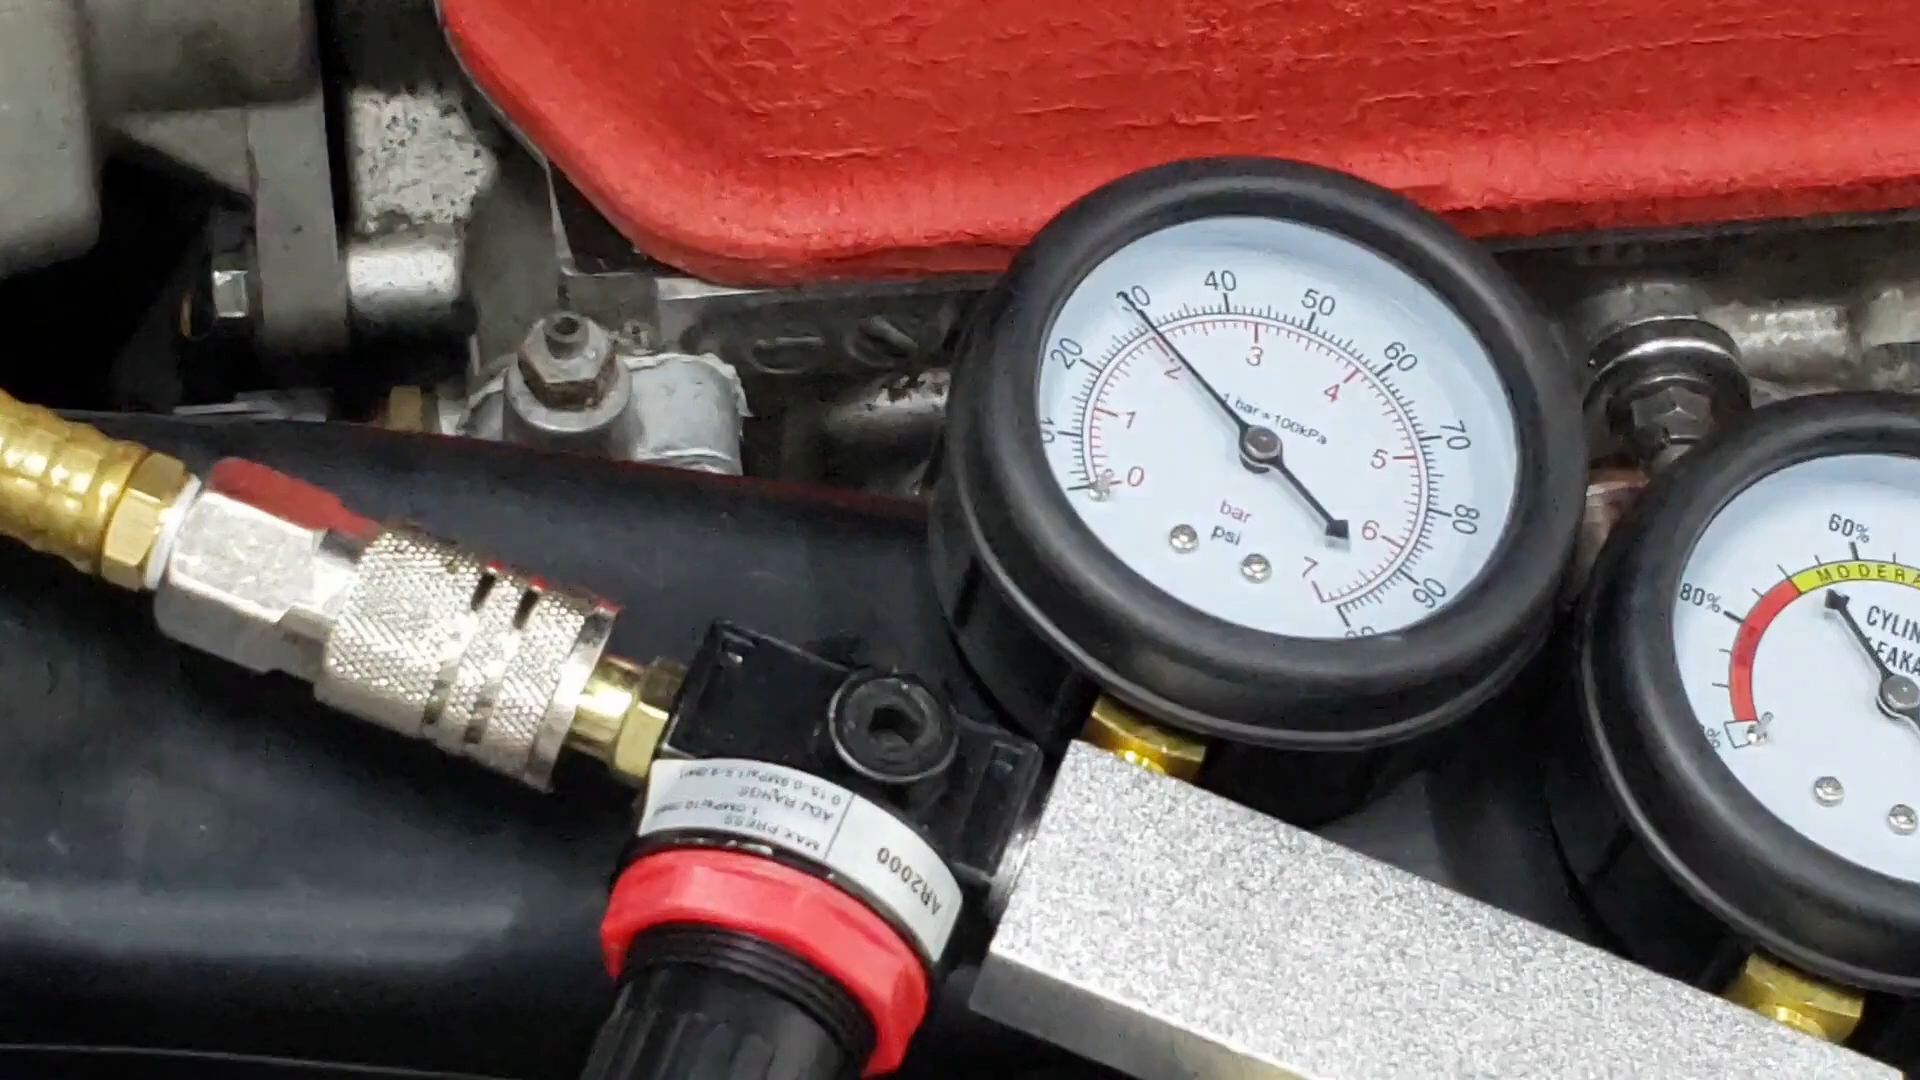 10
20
30
40
50
60
70
80
90
0
1
2
3
4
5
6
7
1 bar = 100kPa
bar
psi
60%
80%
MODERA
CYLIN
EAKA
AR2000
MAX PRESS
ADJ RANGE